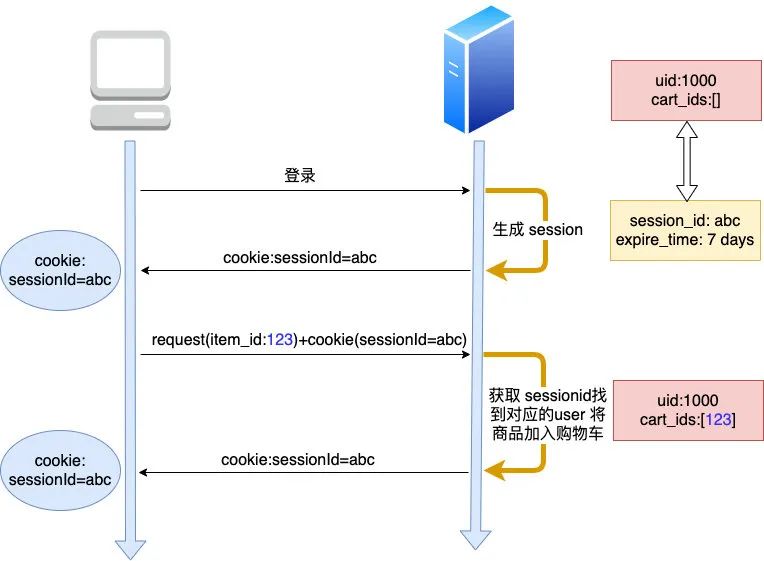 uid:1000
cart_ids:[]
登录
生成 session
session_id: abc
expire_time: 7 days
cookie:
sessionId=abc
cookie:sessionId=abc
request(item_id:123)+cookie(sessionId=abc)
获取 sessionid找
到对应的user 将
商品加入购物车
uid:1000
cart_ids:[123]
cookie:
sessionId=abc
cookie:sessionId=abc